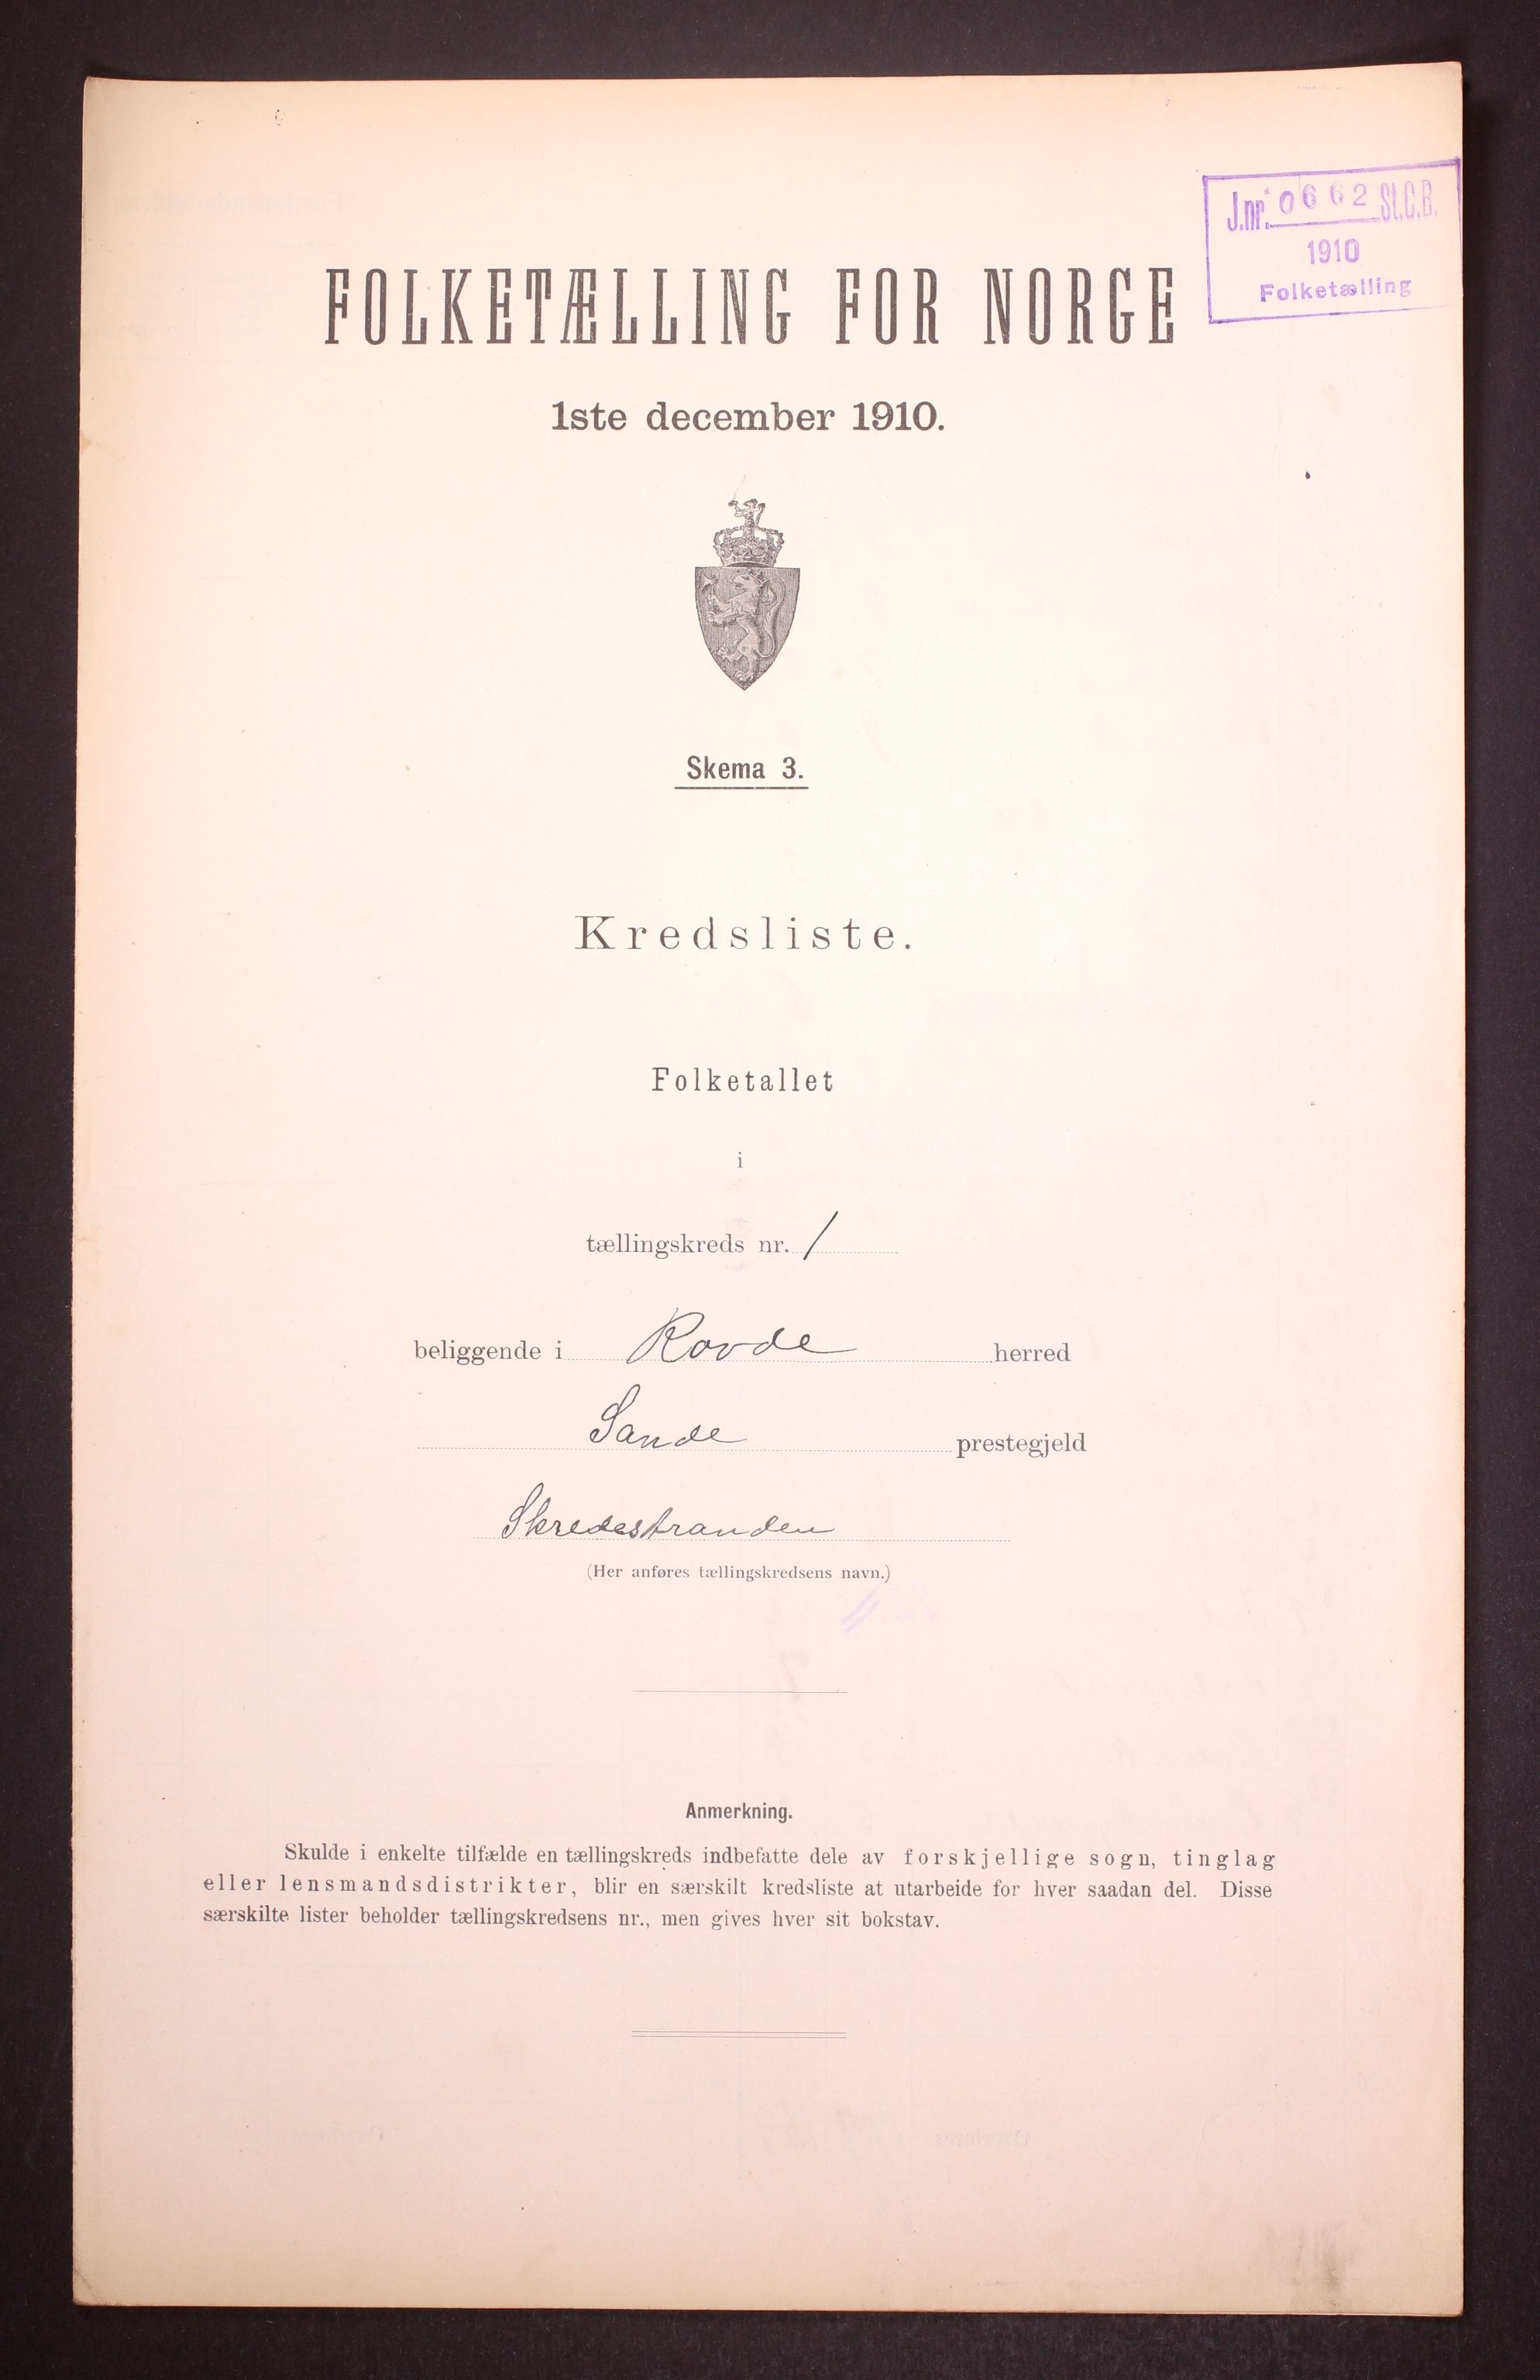 J.nr. 0662 St.C.B.
1910
Folketælling
FOLKETÆLLING FOR NORGE
1ste december 1910.
Skema 3.
Kredsliste.
Folketallet
i
tællingskreds nr. 1
beliggende i Rovde herred
Sande prestegjeld
Skredestranden
(Her anføres tællingskredsens navn.)
Anmerkning.
Skulde i enkelte tilfælde en tællingskreds indbefatte dele av forskjellige sogn, tinglag
eller lensmandsdistrikter, blir en særskilt kredsliste at utarbeide for hver saadan del. Disse
særskilte lister beholder tællingskredsens nr., men gives hver sit bokstav.